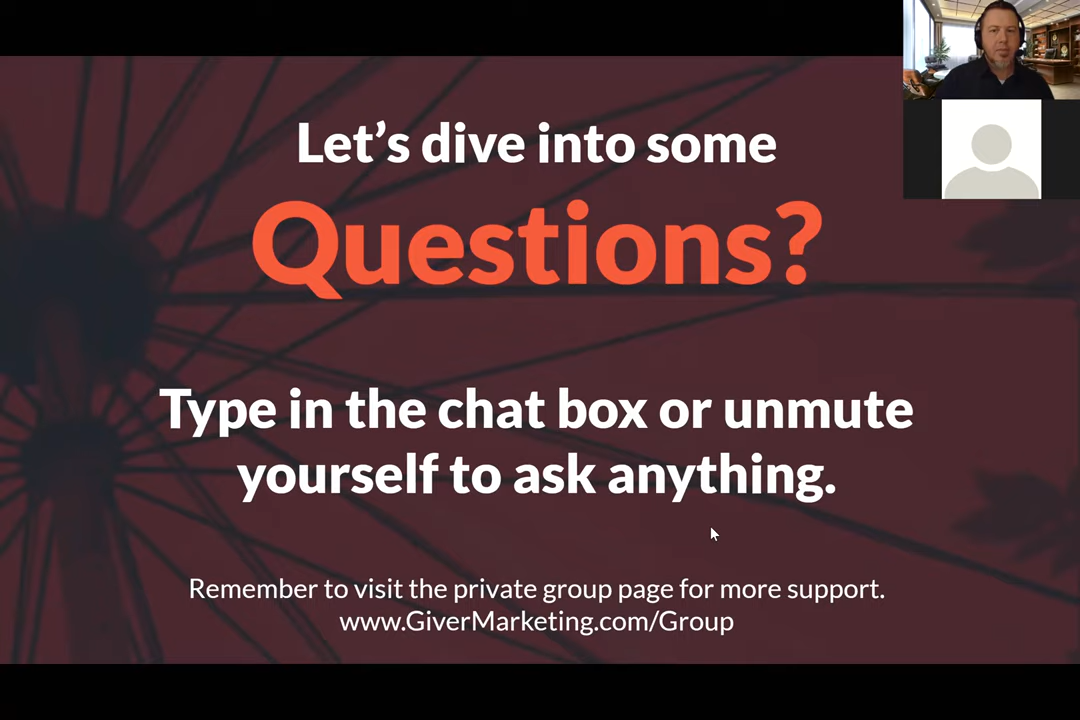 Let’s dive into some
Questions?
Type in the chat box or unmute
yourself to ask anything.
Remember to visit the private group page for more support.
www.GiverMarketing.com/Group